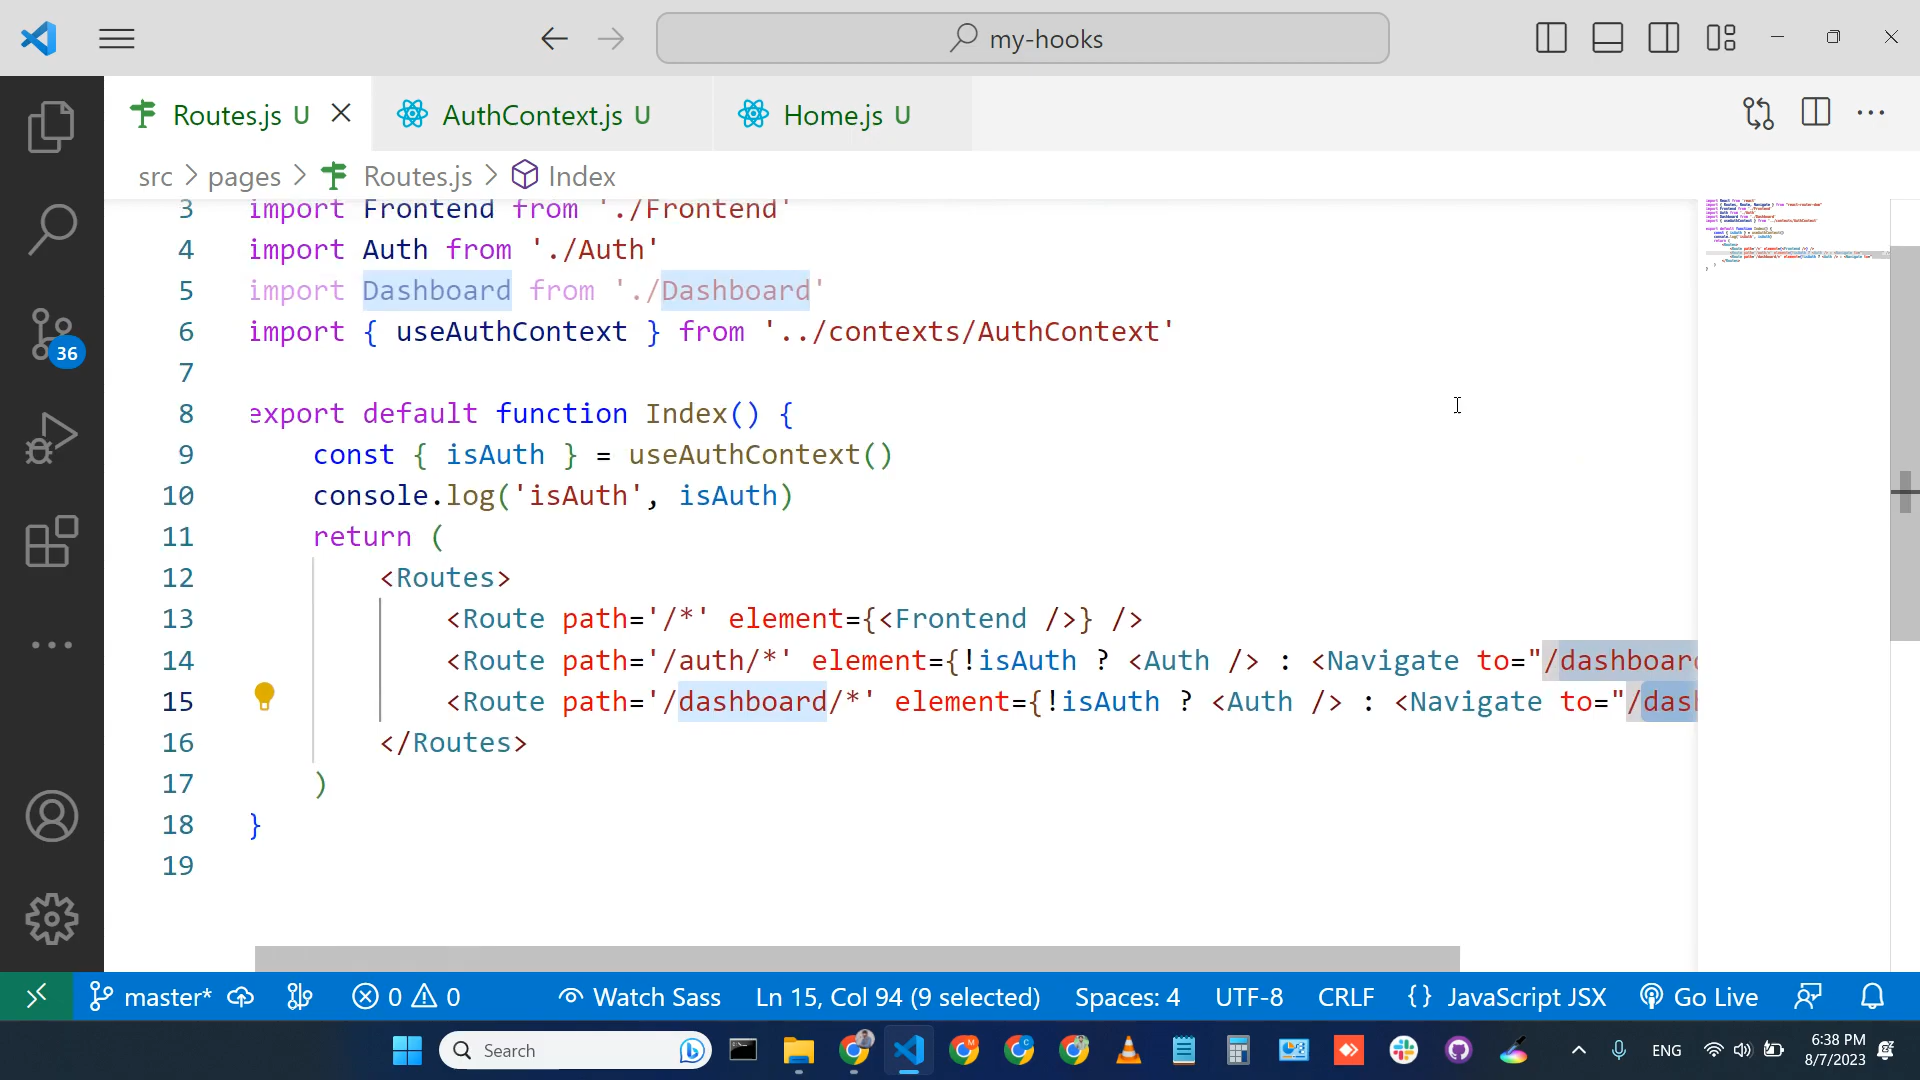 my-hooks
Routes.js U
AuthContext.js U
Home.js U
src > pages > Routes.js > Index
3 import Frontend from './Frontend'
4 import Auth from './Auth'
5 import Dashboard from './Dashboard'
6 import { useAuthContext } from '../contexts/AuthContext'
7
8 export default function Index() {
9 const { isAuth } = useAuthContext()
10 console.log('isAuth', isAuth)
11 return (
12 <Routes>
13 <Route path='/*' element={<Frontend />} />
14 <Route path='/auth/*' element={!isAuth ? <Auth /> : <Navigate to="/dashboar
15 <Route path='/dashboard/*' element={!isAuth ? <Auth /> : <Navigate to="/das
16 </Routes>
17 )
18 }
19
36
master*
0 0
Watch Sass
Ln 15, Col 94 (9 selected)
Spaces: 4
UTF-8
CRLF
{ } JavaScript JSX
Go Live
Search
ENG
6:38 PM
8/7/2023